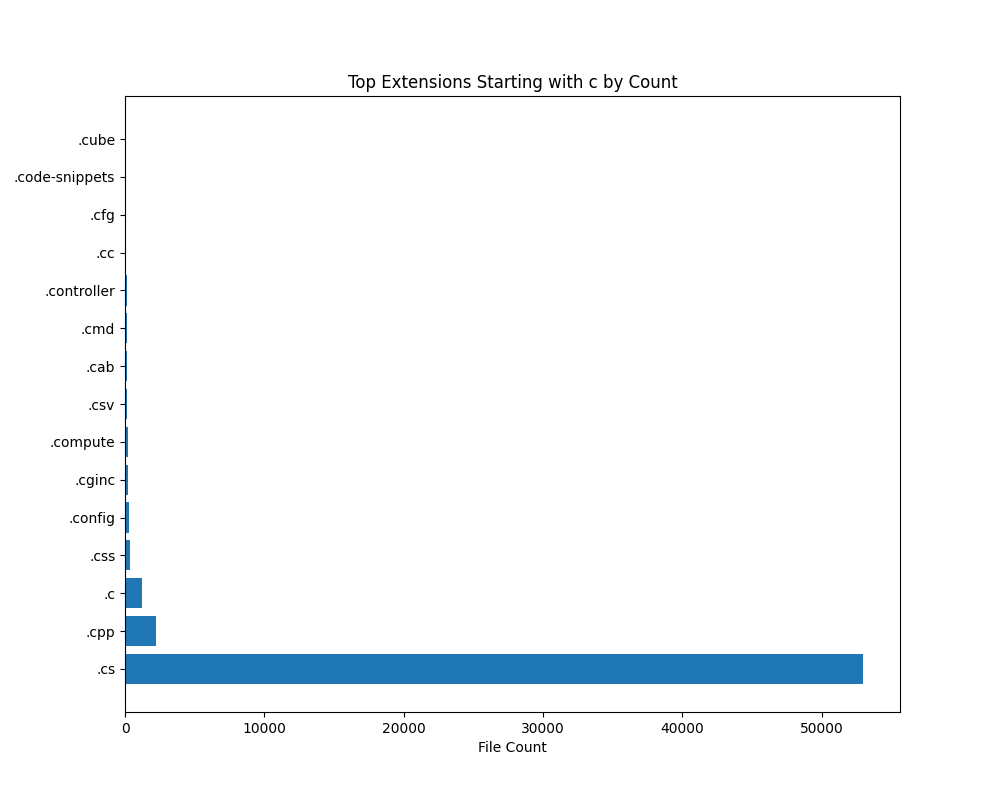 Top Extensions Starting with c by Count
.cube
.code-snippets
.cfg
.cc
.controller
.cmd
.cab
.csv
.compute
.cginc
.config
.css
.c
.cpp
.cs
0 10000 20000 30000 40000 50000
File Count